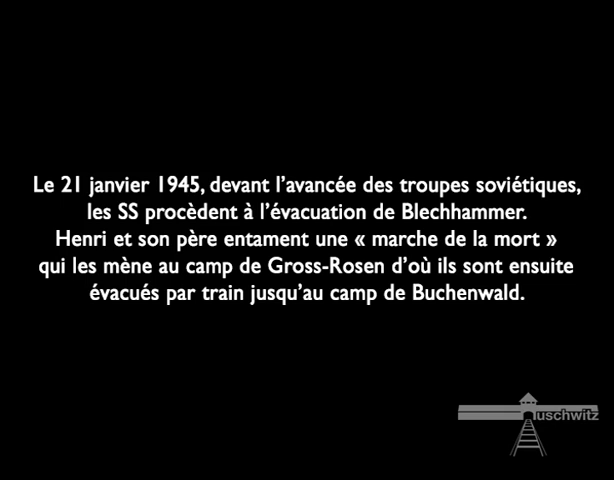 Le 21 janvier 1945, devant l'avancée des troupes soviétiques,
les SS procèdent à l'évacuation de Blechhammer.
Henri et son père entament une « marche de la mort »
qui les mène au camp de Gross-Rosen d'où ils sont ensuite
évacués par train jusqu'au camp de Buchenwald.
uschwitz